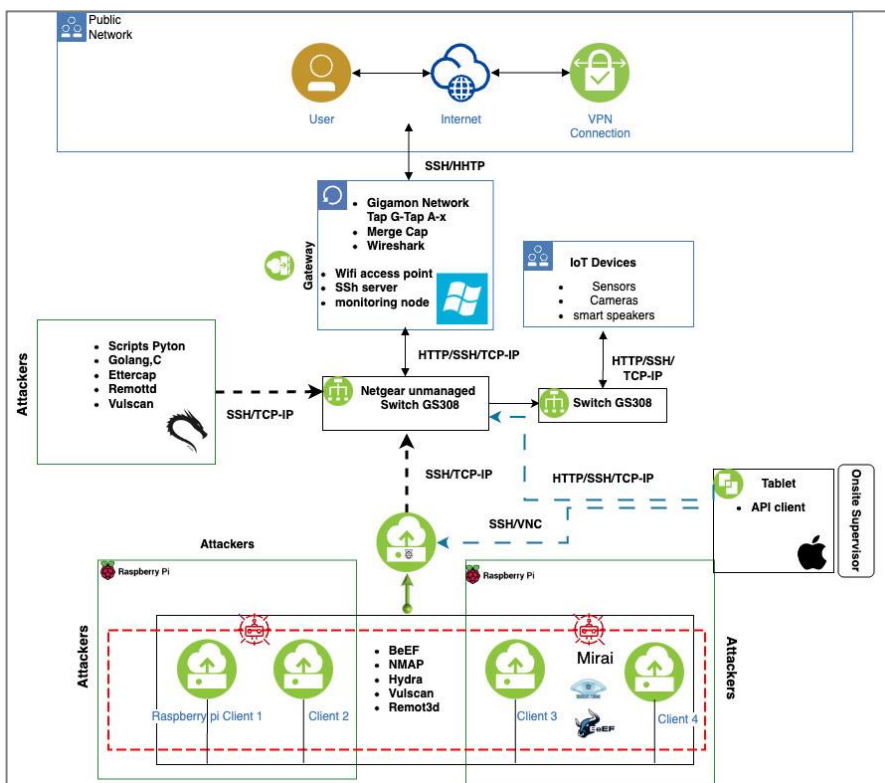 Public
Network
User
Internet
VPN
Connection
SSH/HHTP
Gigamon Network
Tap G-Tap A-x
Merge Cap
Wireshark
Gateway
Wifi access point
SSh server
monitoring node
IoT Devices
Sensors
Cameras
smart speakers
Attackers
Scripts Pyton
Golang,C
Ettercap
Remottd
Vulscan
HTTP/SSH/TCP-IP
HTTP/SSH/
TCP-IP
SSH/TCP-IP
Netgear unmanaged
Switch GS308
Switch GS308
SSH/TCP-IP
HTTP/SSH/TCP-IP
Tablet
API client
Onsite Supervisor
SSH/VNC
Attackers
Raspberry Pi
Raspberry Pi
Attackers
Attackers
BeEF
NMAP
Hydra
Vulscan
Remot3d
Mirai
BeEF
Raspberry pi Client 1
Client 2
Client 3
Client 4